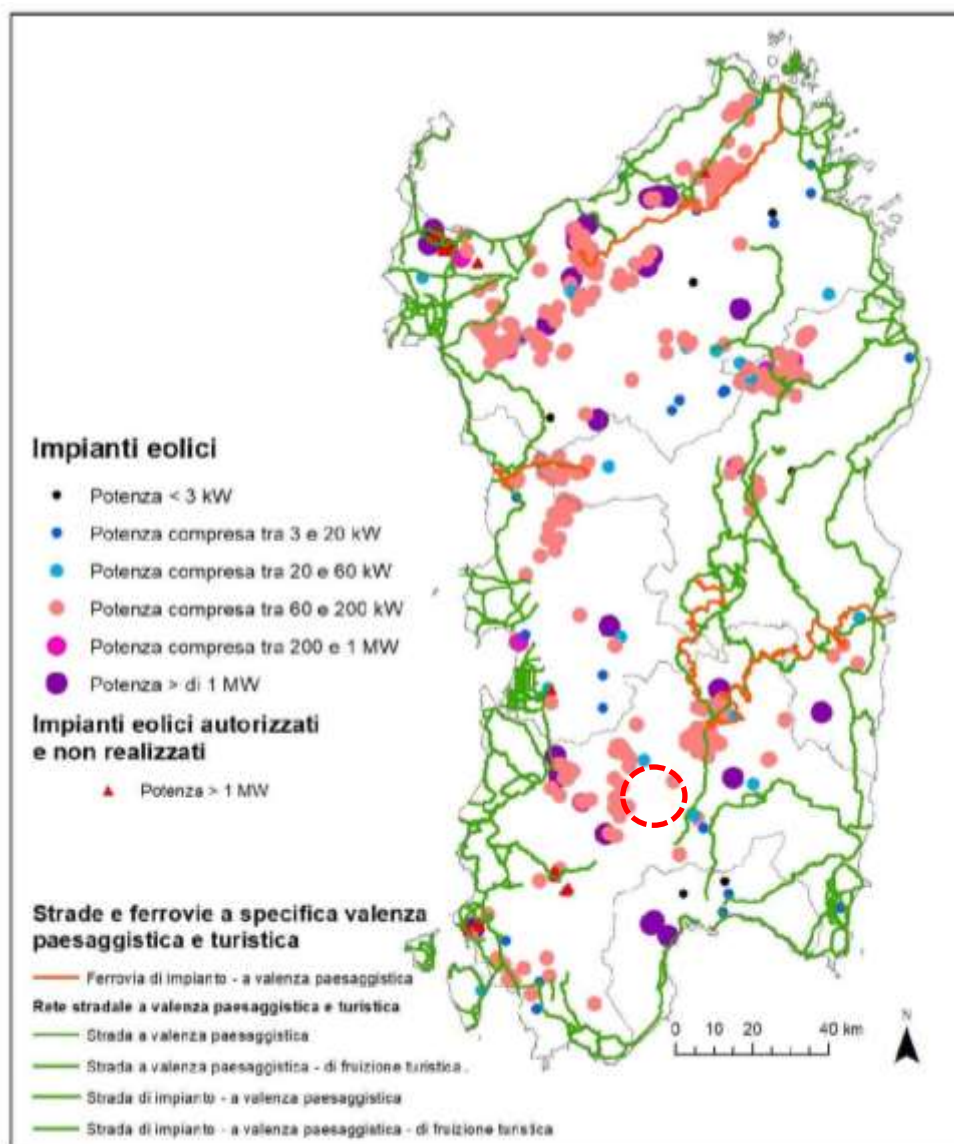 Impianti eolici
Potenza < 3 kW
Potenza compresa tra 3 e 20 kW
Potenza compresa tra 20 e 60 kW
Potenza compresa tra 60 e 200 kW
Potenza compresa tra 200 e 1 MW
Potenza > di 1 MW
Impianti eolici autorizzati
e non realizzati
Potenza > 1 MW
Strade e ferrovie a specifica valenza
paesaggistica e turistica
Ferrovia di impianto - a valenza paesaggistica
Rete stradale a valenza paesaggistica e turistica
Strada a valenza paesaggistica
Strada a valenza paesaggistica - di fruizione turistica.
Strada di impianto - a valenza paesaggistica
Strada di impianto - a valenza paesaggistica - di fruizione turistica
N
0 10 20 40 km